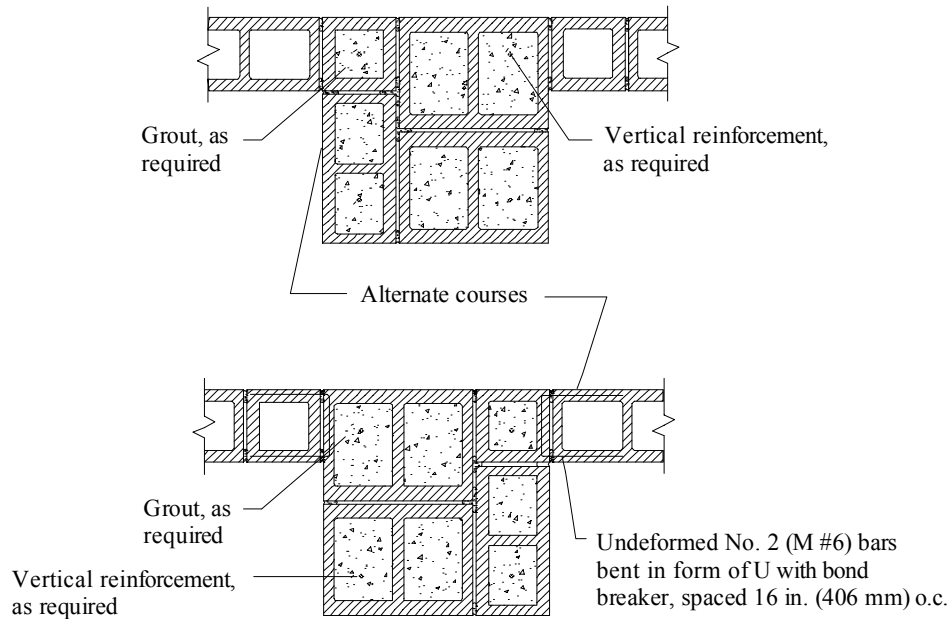 Grout, as
required
Vertical reinforcement,
as required
Alternate courses
Grout, as
required
Vertical reinforcement,
as required
Undeformed No. 2 (M #6) bars
bent in form of U with bond
breaker, spaced 16 in. (406 mm) o.c.